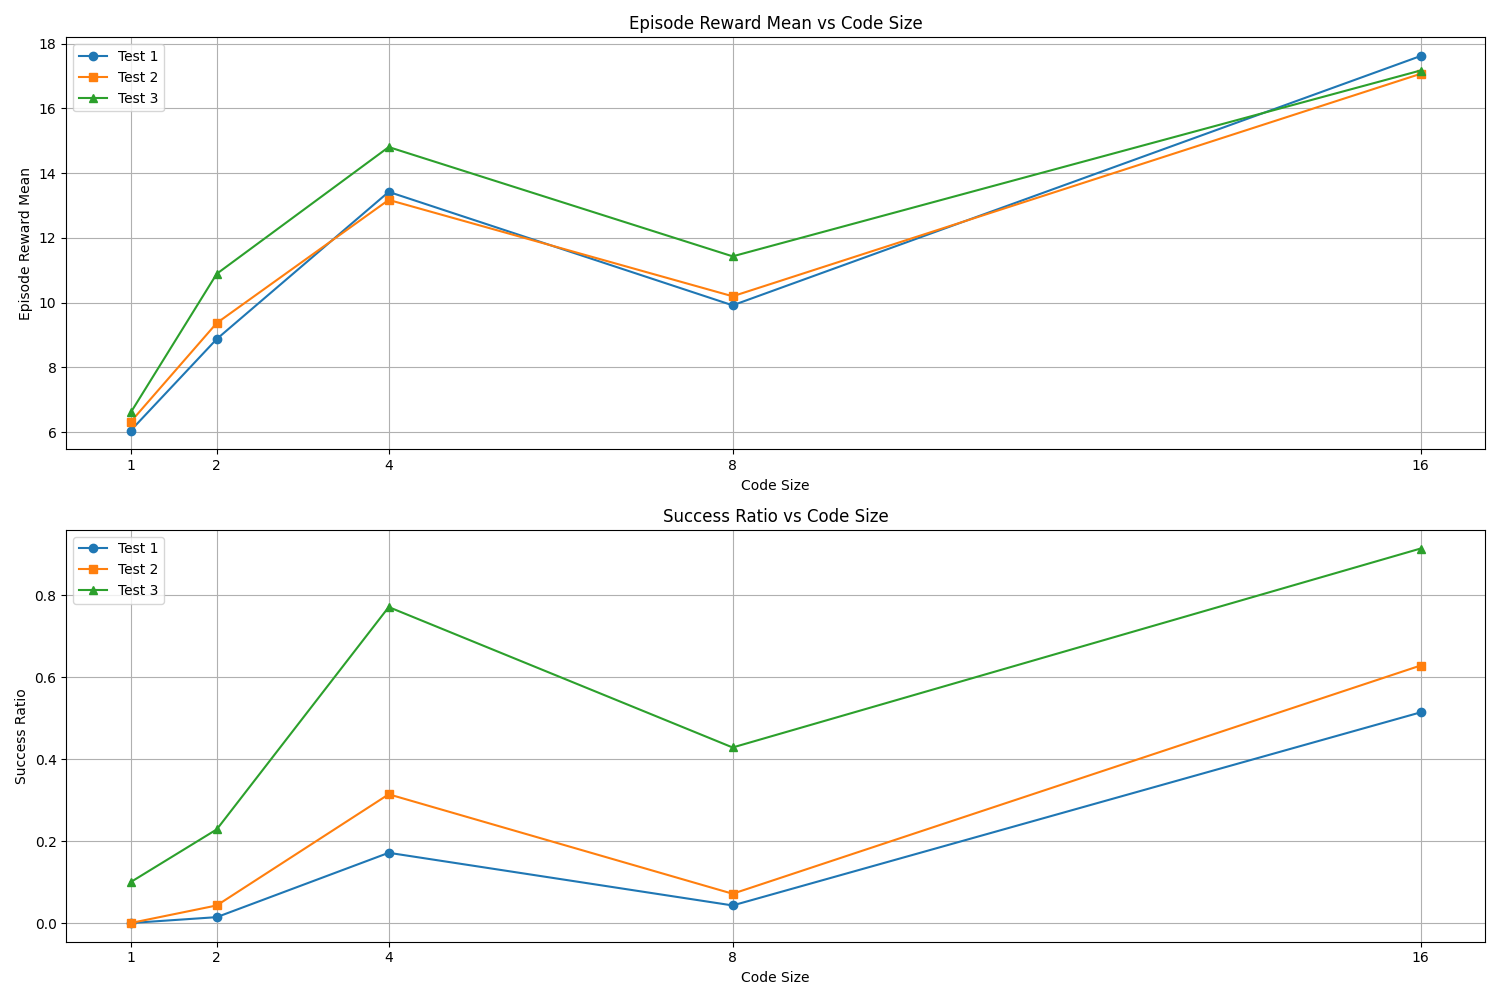 Episode Reward Mean vs Code Size
18
16
14
12
10
8
6
Episode Reward Mean
Test 1
Test 2
Test 3
1 2 4 8 16
Code Size
Success Ratio vs Code Size
0.8
0.6
0.4
0.2
0.0
Success Ratio
Test 1
Test 2
Test 3
1 2 4 8 16
Code Size